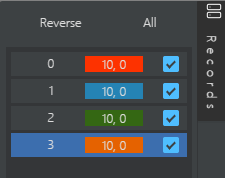 Reverse All
0 10, 0
1 10, 0
2 10, 0
3 10, 0
Records